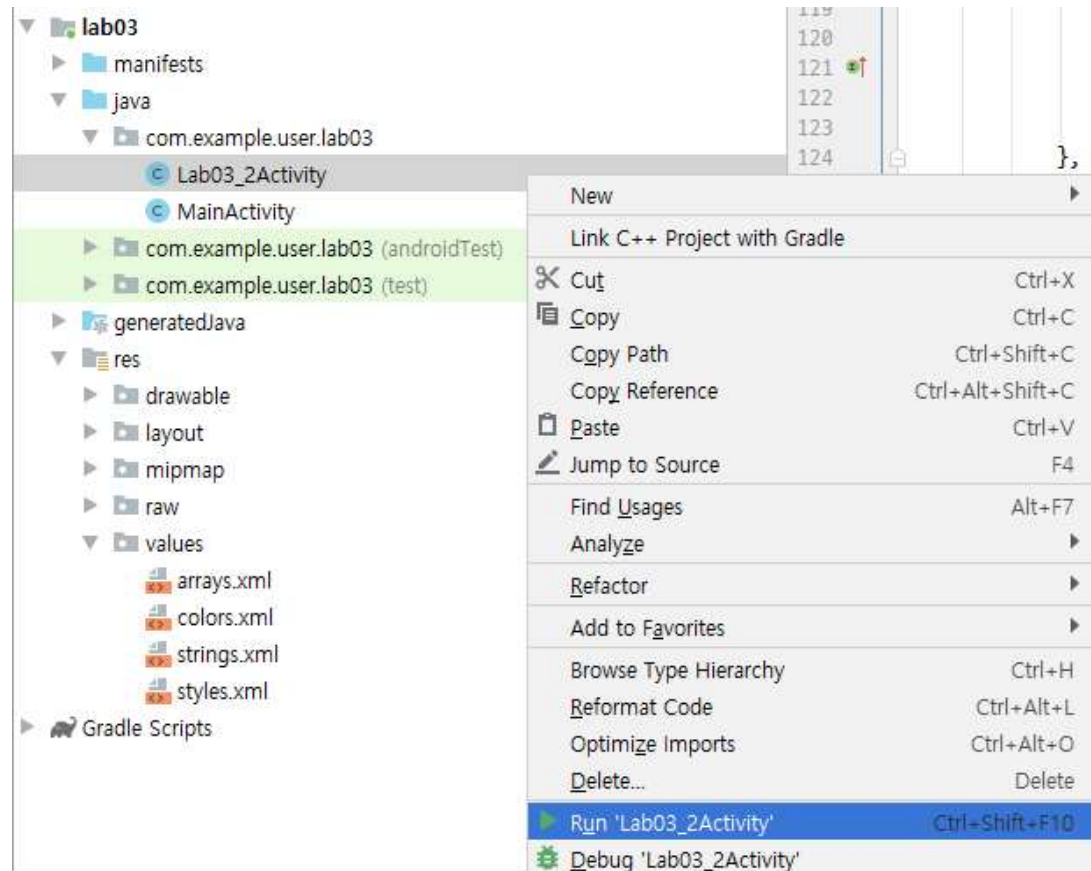 lab03
manifests
java
com.example.user.lab03
Lab03_2Activity
MainActivity
com.example.user.lab03 (androidTest)
com.example.user.lab03 (test)
generatedJava
res
drawable
layout
mipmap
raw
values
arrays.xml
colors.xml
strings.xml
styles.xml
Gradle Scripts
119
120
121
122
123
124 },
New
Link C++ Project with Gradle
Cut Ctrl+X
Copy Ctrl+C
Copy Path Ctrl+Shift+C
Copy Reference Ctrl+Alt+Shift+C
Paste Ctrl+V
Jump to Source F4
Find Usages Alt+F7
Analyze
Refactor
Add to Favorites
Browse Type Hierarchy Ctrl+H
Reformat Code Ctrl+Alt+L
Optimize Imports Ctrl+Alt+O
Delete... Delete
Run 'Lab03_2Activity' Ctrl+Shift+F10
Debug 'Lab03_2Activity'